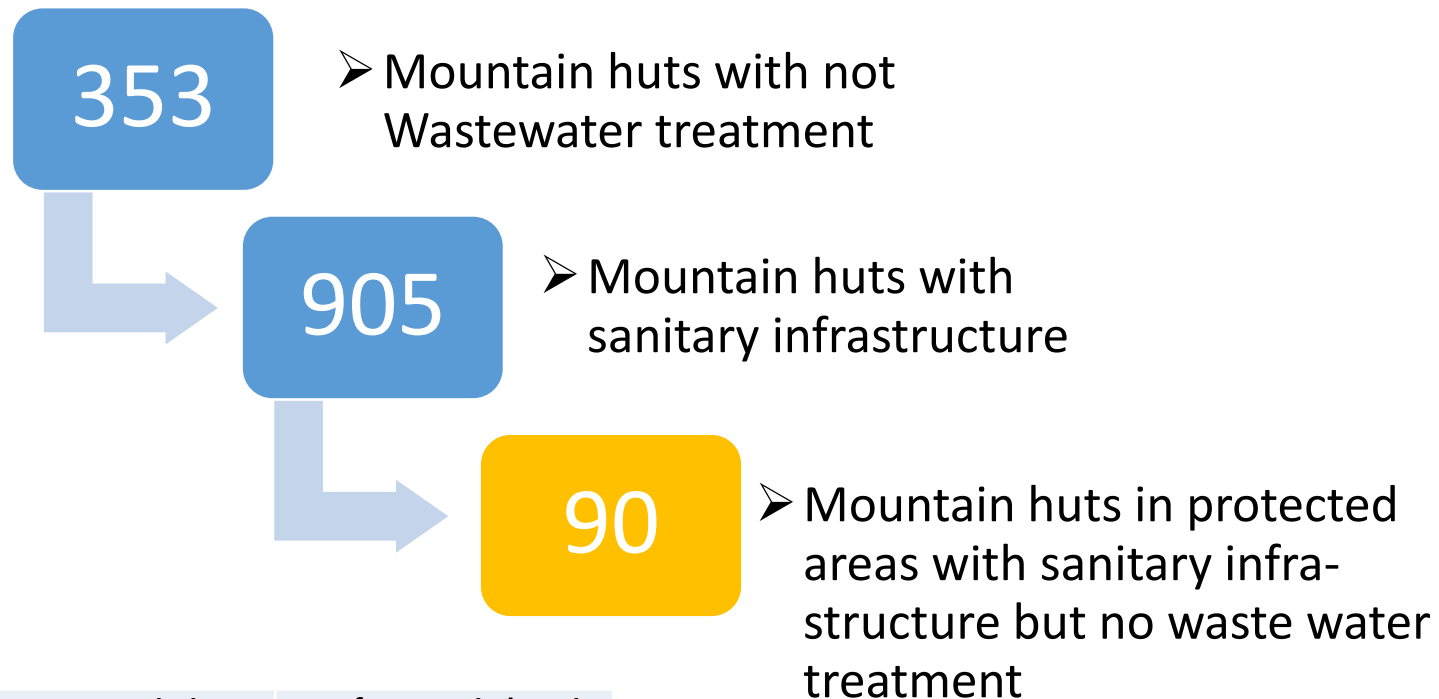 353
➢ Mountain huts with not
Wastewater treatment
905
➢ Mountain huts with
sanitary infrastructure
90
➢ Mountain huts in protected
areas with sanitary infra-
structure but no waste water
treatment